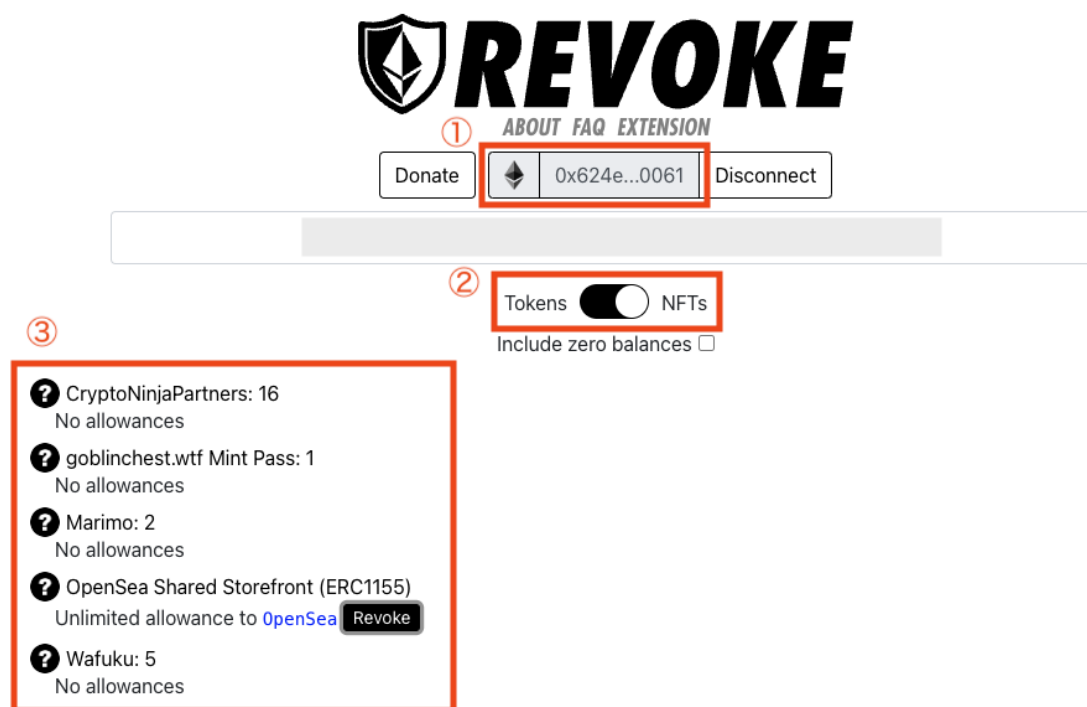 REVOKE
ABOUT FAQ EXTENSION
①
Donate 0x624e...0061 Disconnect
②
Tokens NFTs
Include zero balances
③
? CryptoNinjaPartners: 16
No allowances
? goblinchest.wtf Mint Pass: 1
No allowances
? Marimo: 2
No allowances
? OpenSea Shared Storefront (ERC1155)
Unlimited allowance to OpenSea Revoke
? Wafuku: 5
No allowances